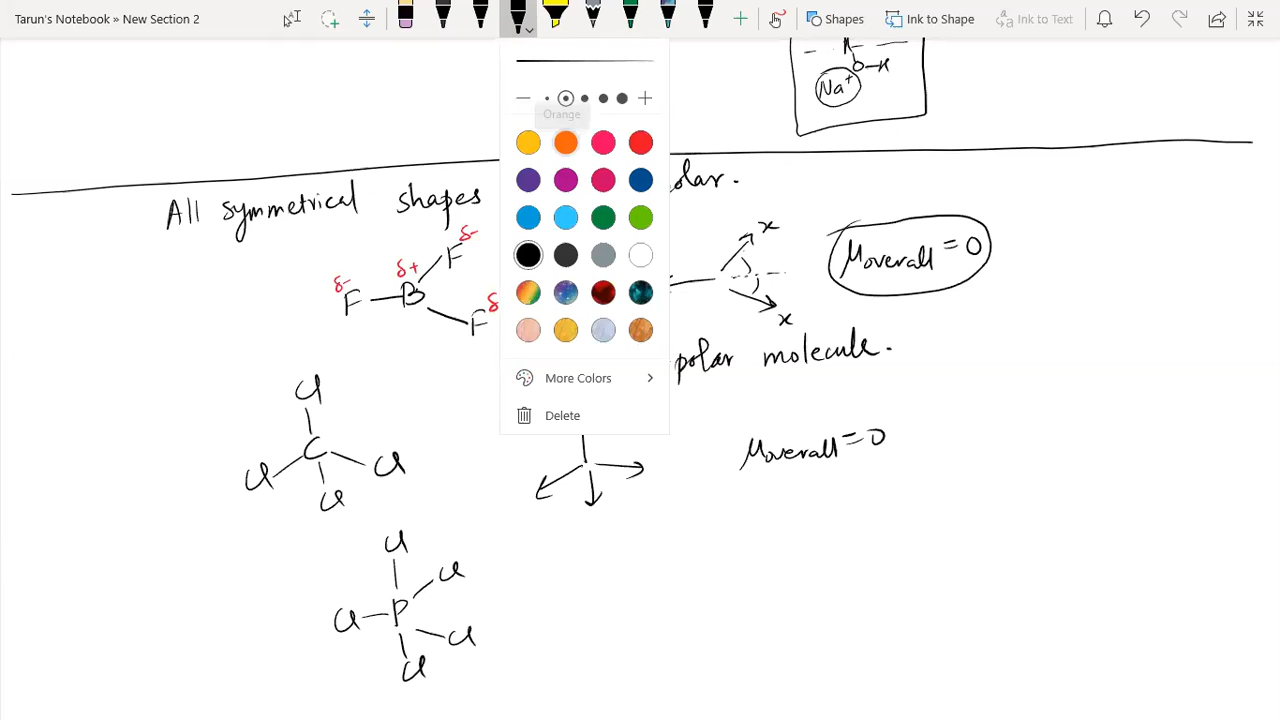 Tarun's Notebook » New Section 2
Shapes
Ink to Shape
Ink to Text
Orange
More Colors
Delete
O-H
Na+
All symmetrical shapes
polar.
δ- F B δ+ F δ- F δ
x
x
μoverall = 0
polar molecule.
Cl
C
Cl Cl
Cl
μoverall = 0
Cl
Cl
Cl P
Cl
Cl